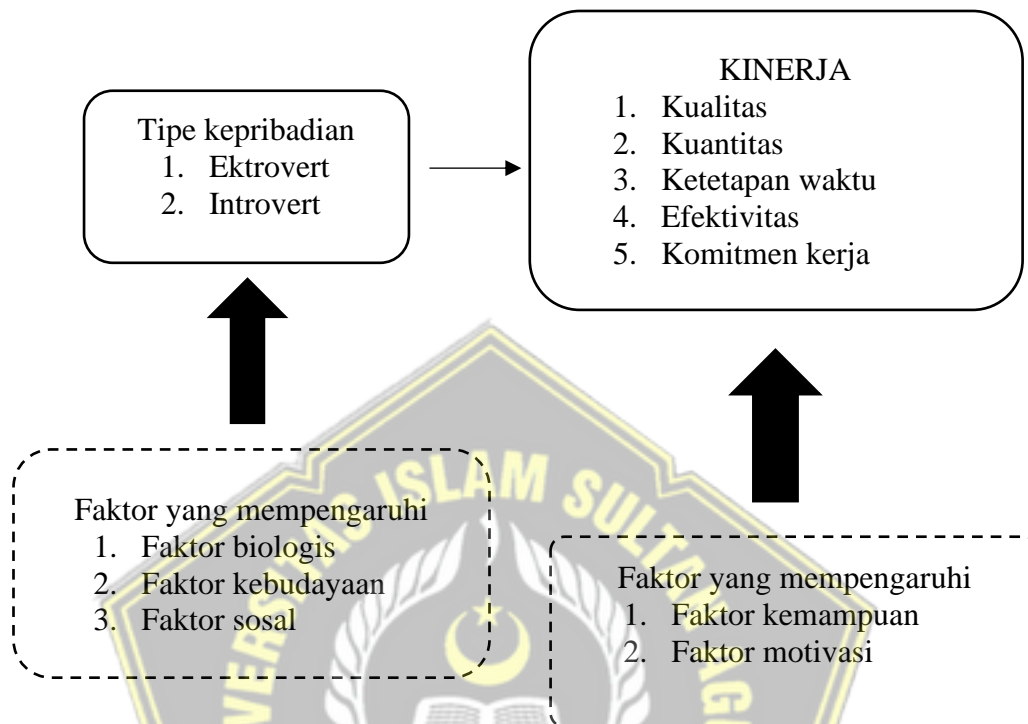 KINERJA
1. Kualitas
2. Kuantitas
3. Ketetapan waktu
4. Efektivitas
5. Komitmen kerja
Tipe kepribadian
1. Ektrovert
2. Introvert
Faktor yang mempengaruhi
1. Faktor biologis
2. Faktor kebudayaan
3. Faktor sosal
Faktor yang mempengaruhi
1. Faktor kemampuan
2. Faktor motivasi
ISLAM SULTAN